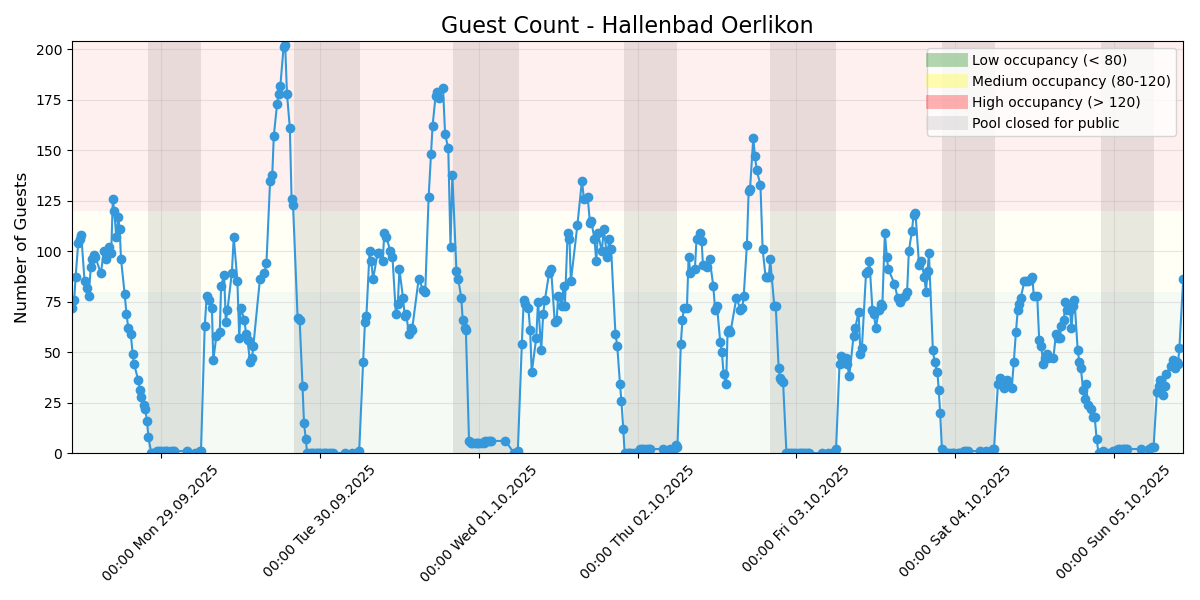 Guest Count - Hallenbad Oerlikon
Number of Guests
200
175
150
125
100
75
50
25
0
Low occupancy (< 80)
Medium occupancy (80-120)
High occupancy (> 120)
Pool closed for public
00:00 Mon 29.09.2025
00:00 Tue 30.09.2025
00:00 Wed 01.10.2025
00:00 Thu 02.10.2025
00:00 Fri 03.10.2025
00:00 Sat 04.10.2025
00:00 Sun 05.10.2025